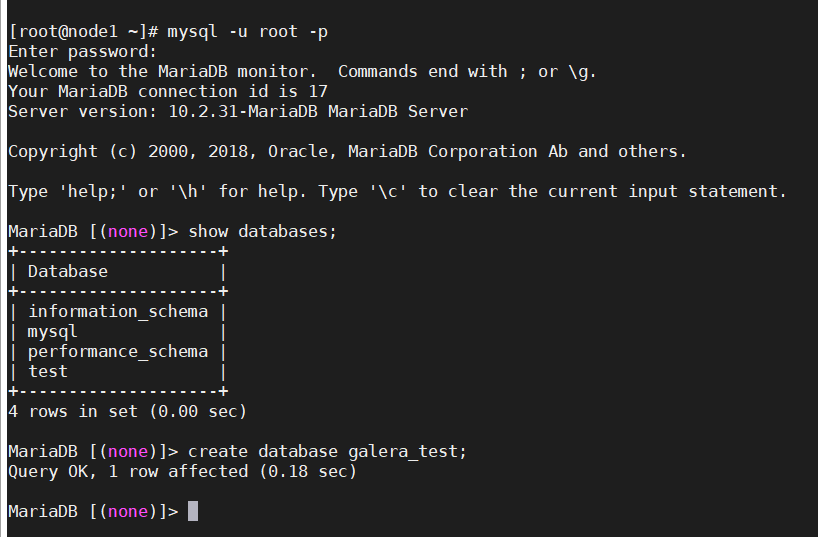 [root@node1 ~]# mysql -u root -p
Enter password:
Welcome to the MariaDB monitor.  Commands end with ; or \g.
Your MariaDB connection id is 17
Server version: 10.2.31-MariaDB MariaDB Server
Copyright (c) 2000, 2018, Oracle, MariaDB Corporation Ab and others.
Type 'help;' or '\h' for help. Type '\c' to clear the current input statement.
MariaDB [(none)]> show databases;
+--------------------+
| Database           |
+--------------------+
| information_schema |
| mysql              |
| performance_schema |
| test               |
+--------------------+
4 rows in set (0.00 sec)
MariaDB [(none)]> create database galera_test;
Query OK, 1 row affected (0.18 sec)
MariaDB [(none)]>